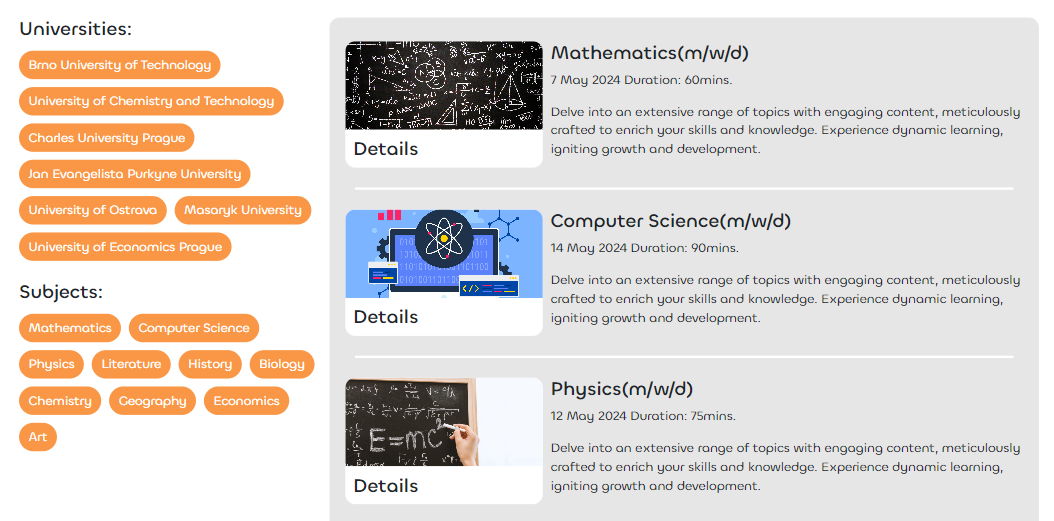 Universities:
Brno University of Technology
University of Chemistry and Technology
Charles University Prague
Jan Evangelista Purkyne University
University of Ostrava
Masaryk University
University of Economics Prague
Subjects:
Mathematics
Computer Science
Physics
Literature
History
Biology
Chemistry
Geography
Economics
Art
Details
Mathematics(m/w/d)
7 May 2024 Duration: 60mins.
Delve into an extensive range of topics with engaging content, meticulously
crafted to enrich your skills and knowledge. Experience dynamic learning,
igniting growth and development.
Details
Computer Science(m/w/d)
14 May 2024 Duration: 90mins.
Delve into an extensive range of topics with engaging content, meticulously
crafted to enrich your skills and knowledge. Experience dynamic learning,
igniting growth and development.
E=mc²
Details
Physics(m/w/d)
12 May 2024 Duration: 75mins.
Delve into an extensive range of topics with engaging content, meticulously
crafted to enrich your skills and knowledge. Experience dynamic learning,
igniting growth and development.